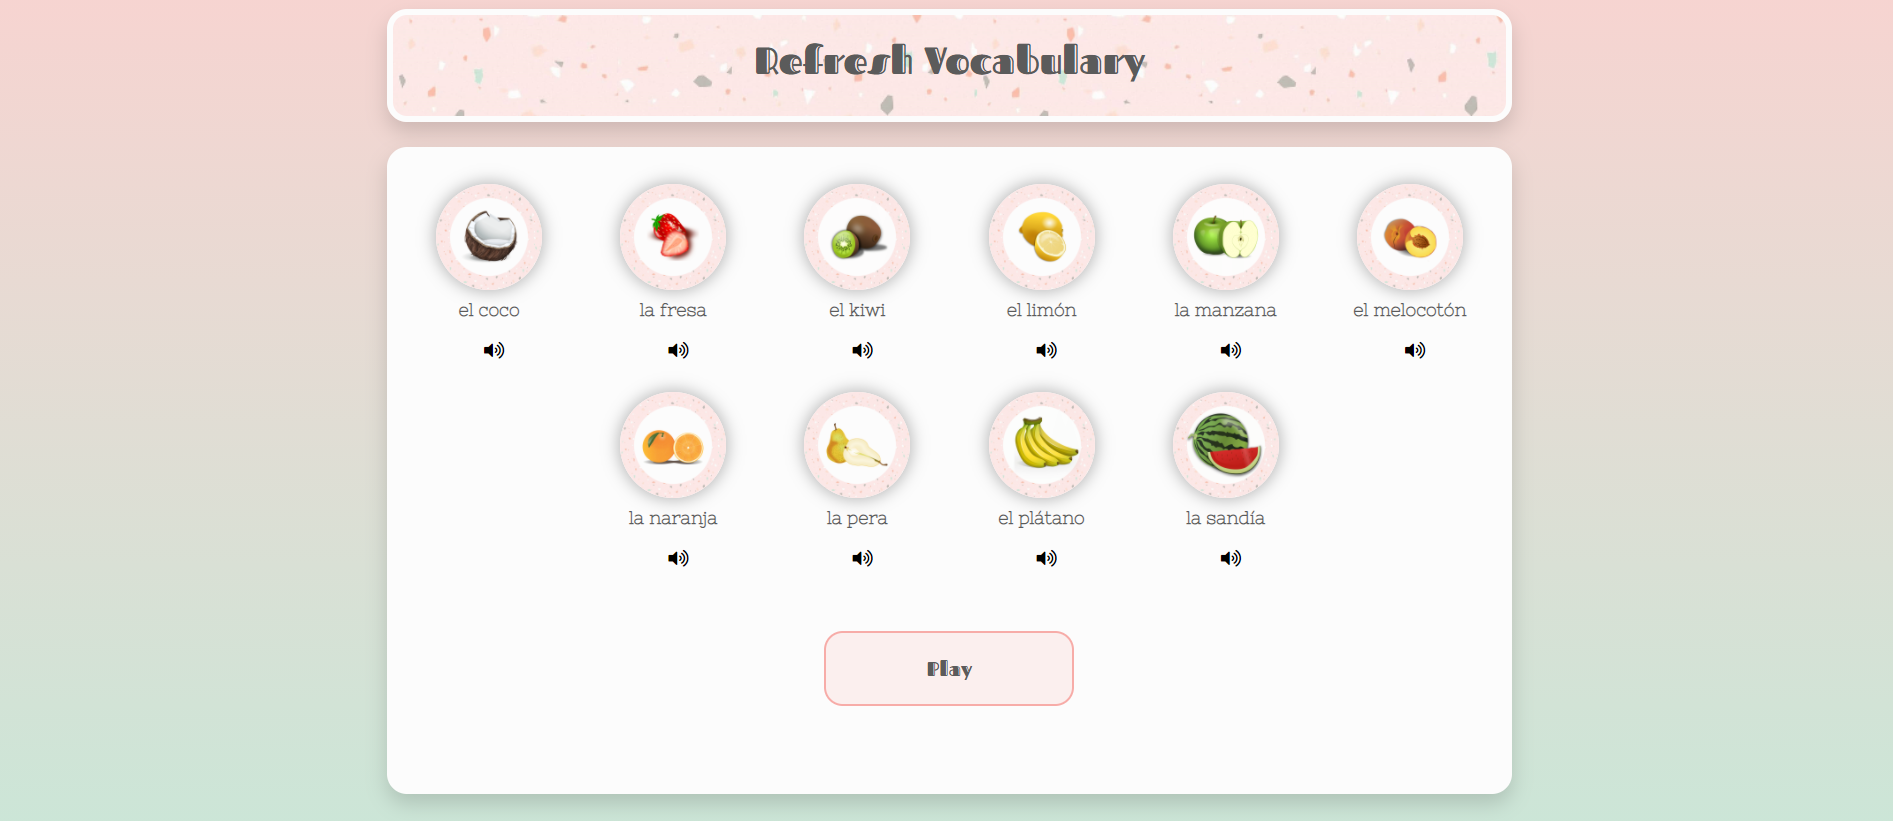 Refresh Vocabulary
el coco
la fresa
el kiwi
el limón
la manzana
el melocotón
la naranja
la pera
el plátano
la sandía
Play